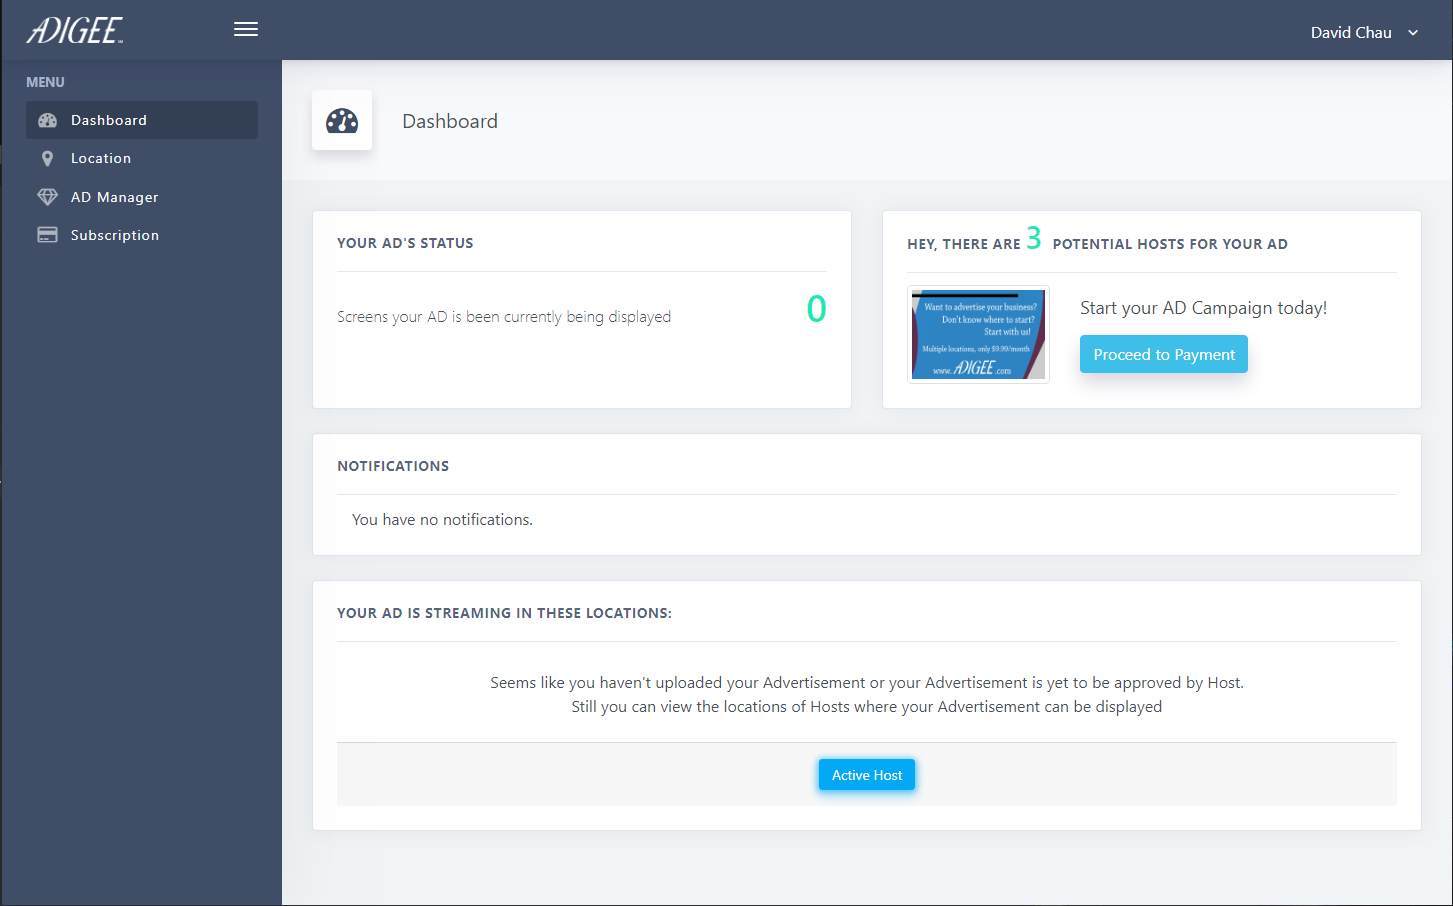 ADIGEE
David Chau
MENU
Dashboard
Location
AD Manager
Subscription
Dashboard
YOUR AD'S STATUS
Screens your AD is been currently being displayed
0
HEY, THERE ARE 3 POTENTIAL HOSTS FOR YOUR AD
Want to advertise your business?
Don't know where to start?
Start with us!
Multiple locations, only $9.99/month
www.ADIGEE.com
Start your AD Campaign today!
Proceed to Payment
NOTIFICATIONS
You have no notifications.
YOUR AD IS STREAMING IN THESE LOCATIONS:
Seems like you haven't uploaded your Advertisement or your Advertisement is yet to be approved by Host.
Still you can view the locations of Hosts where your Advertisement can be displayed
Active Host